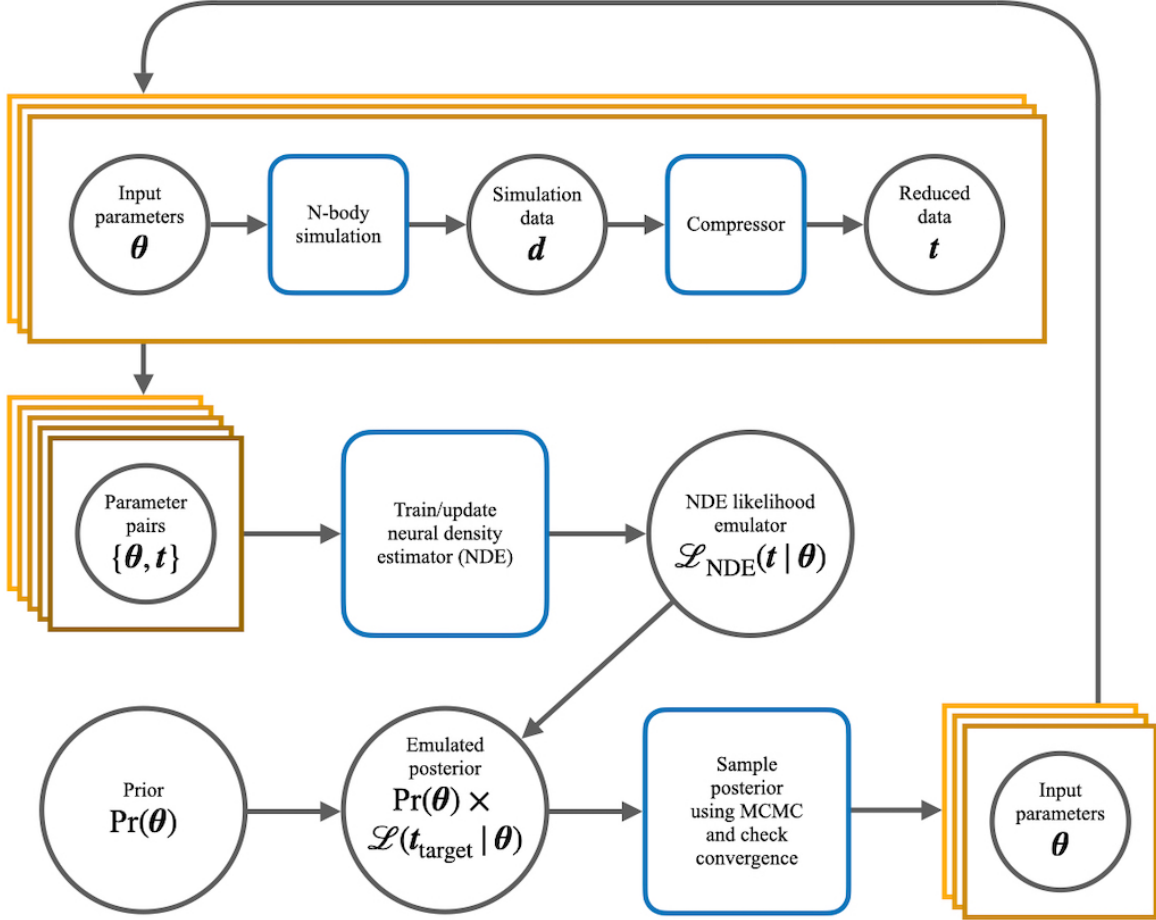 Input
parameters
θ
N-body
simulation
Simulation
data
d
Compressor
Reduced
data
t
Parameter
pairs
{θ, t}
Train/update
neural density
estimator (NDE)
NDE likelihood
emulator
ℒNDE(t | θ)
Prior
Pr(θ)
Emulated
posterior
Pr(θ) ×
ℒ(ttarget | θ)
Sample
posterior
using MCMC
and check
convergence
Input
parameters
θ